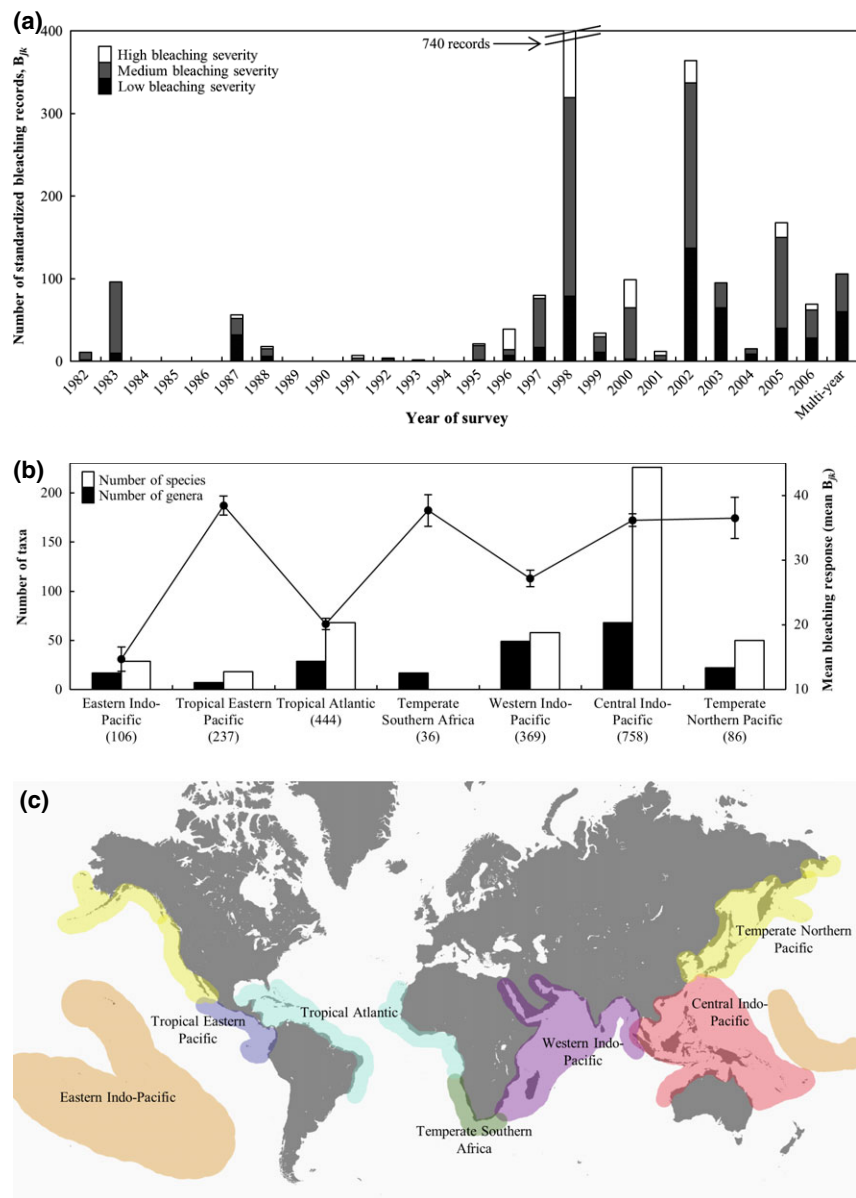 (a)
Number of standardized bleaching records, Bjk
400
300
200
100
0
High bleaching severity
Medium bleaching severity
Low bleaching severity
740 records
1982
1983
1984
1985
1986
1987
1988
1989
1990
1991
1992
1993
1994
1995
1996
1997
1998
1999
2000
2001
2002
2003
2004
2005
2006
Multi-year
Year of survey
(b)
Number of taxa
200
150
100
50
0
Number of species
Number of genera
40
30
20
10
Mean bleaching response (mean Bjk)
Eastern Indo-
Pacific
(106)
Tropical Eastern
Pacific
(237)
Tropical Atlantic
(444)
Temperate
Southern Africa
(36)
Western Indo-
Pacific
(369)
Central Indo-
Pacific
(758)
Temperate
Northern Pacific
(86)
(c)
Temperate Northern
Pacific
Central Indo-
Pacific
Tropical Atlantic
Tropical Eastern
Pacific
Western Indo-
Pacific
Eastern Indo-Pacific
Temperate Southern
Africa